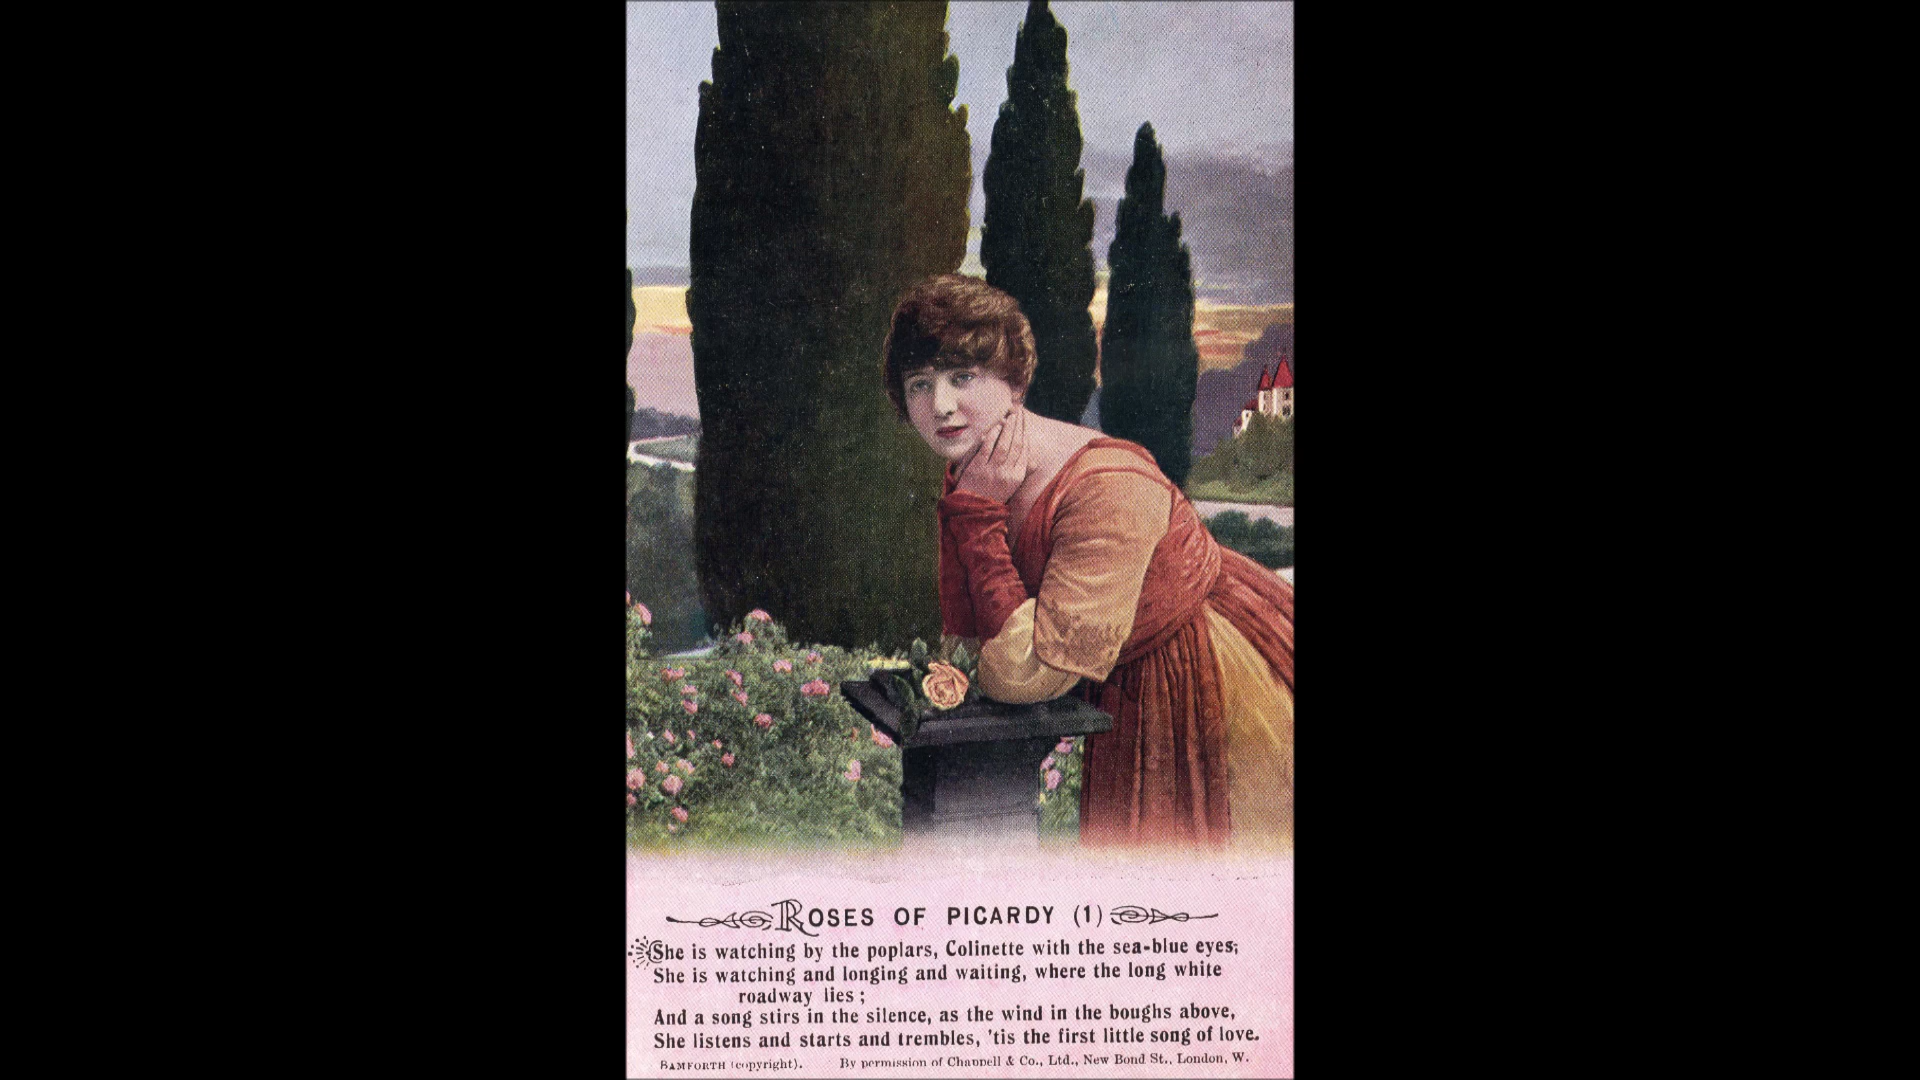 ROSES OF PICARDY (1)
She is watching by the poplars, Colinette with the sea-blue eyes;
She is watching and longing and waiting, where the long white
roadway lies;
And a song stirs in the silence, as the wind in the boughs above,
She listens and starts and trembles, 'tis the first little song of love.
BAMFORTH (copyright). By permission of Chappell & Co., Ltd., New Bond St., London, W.